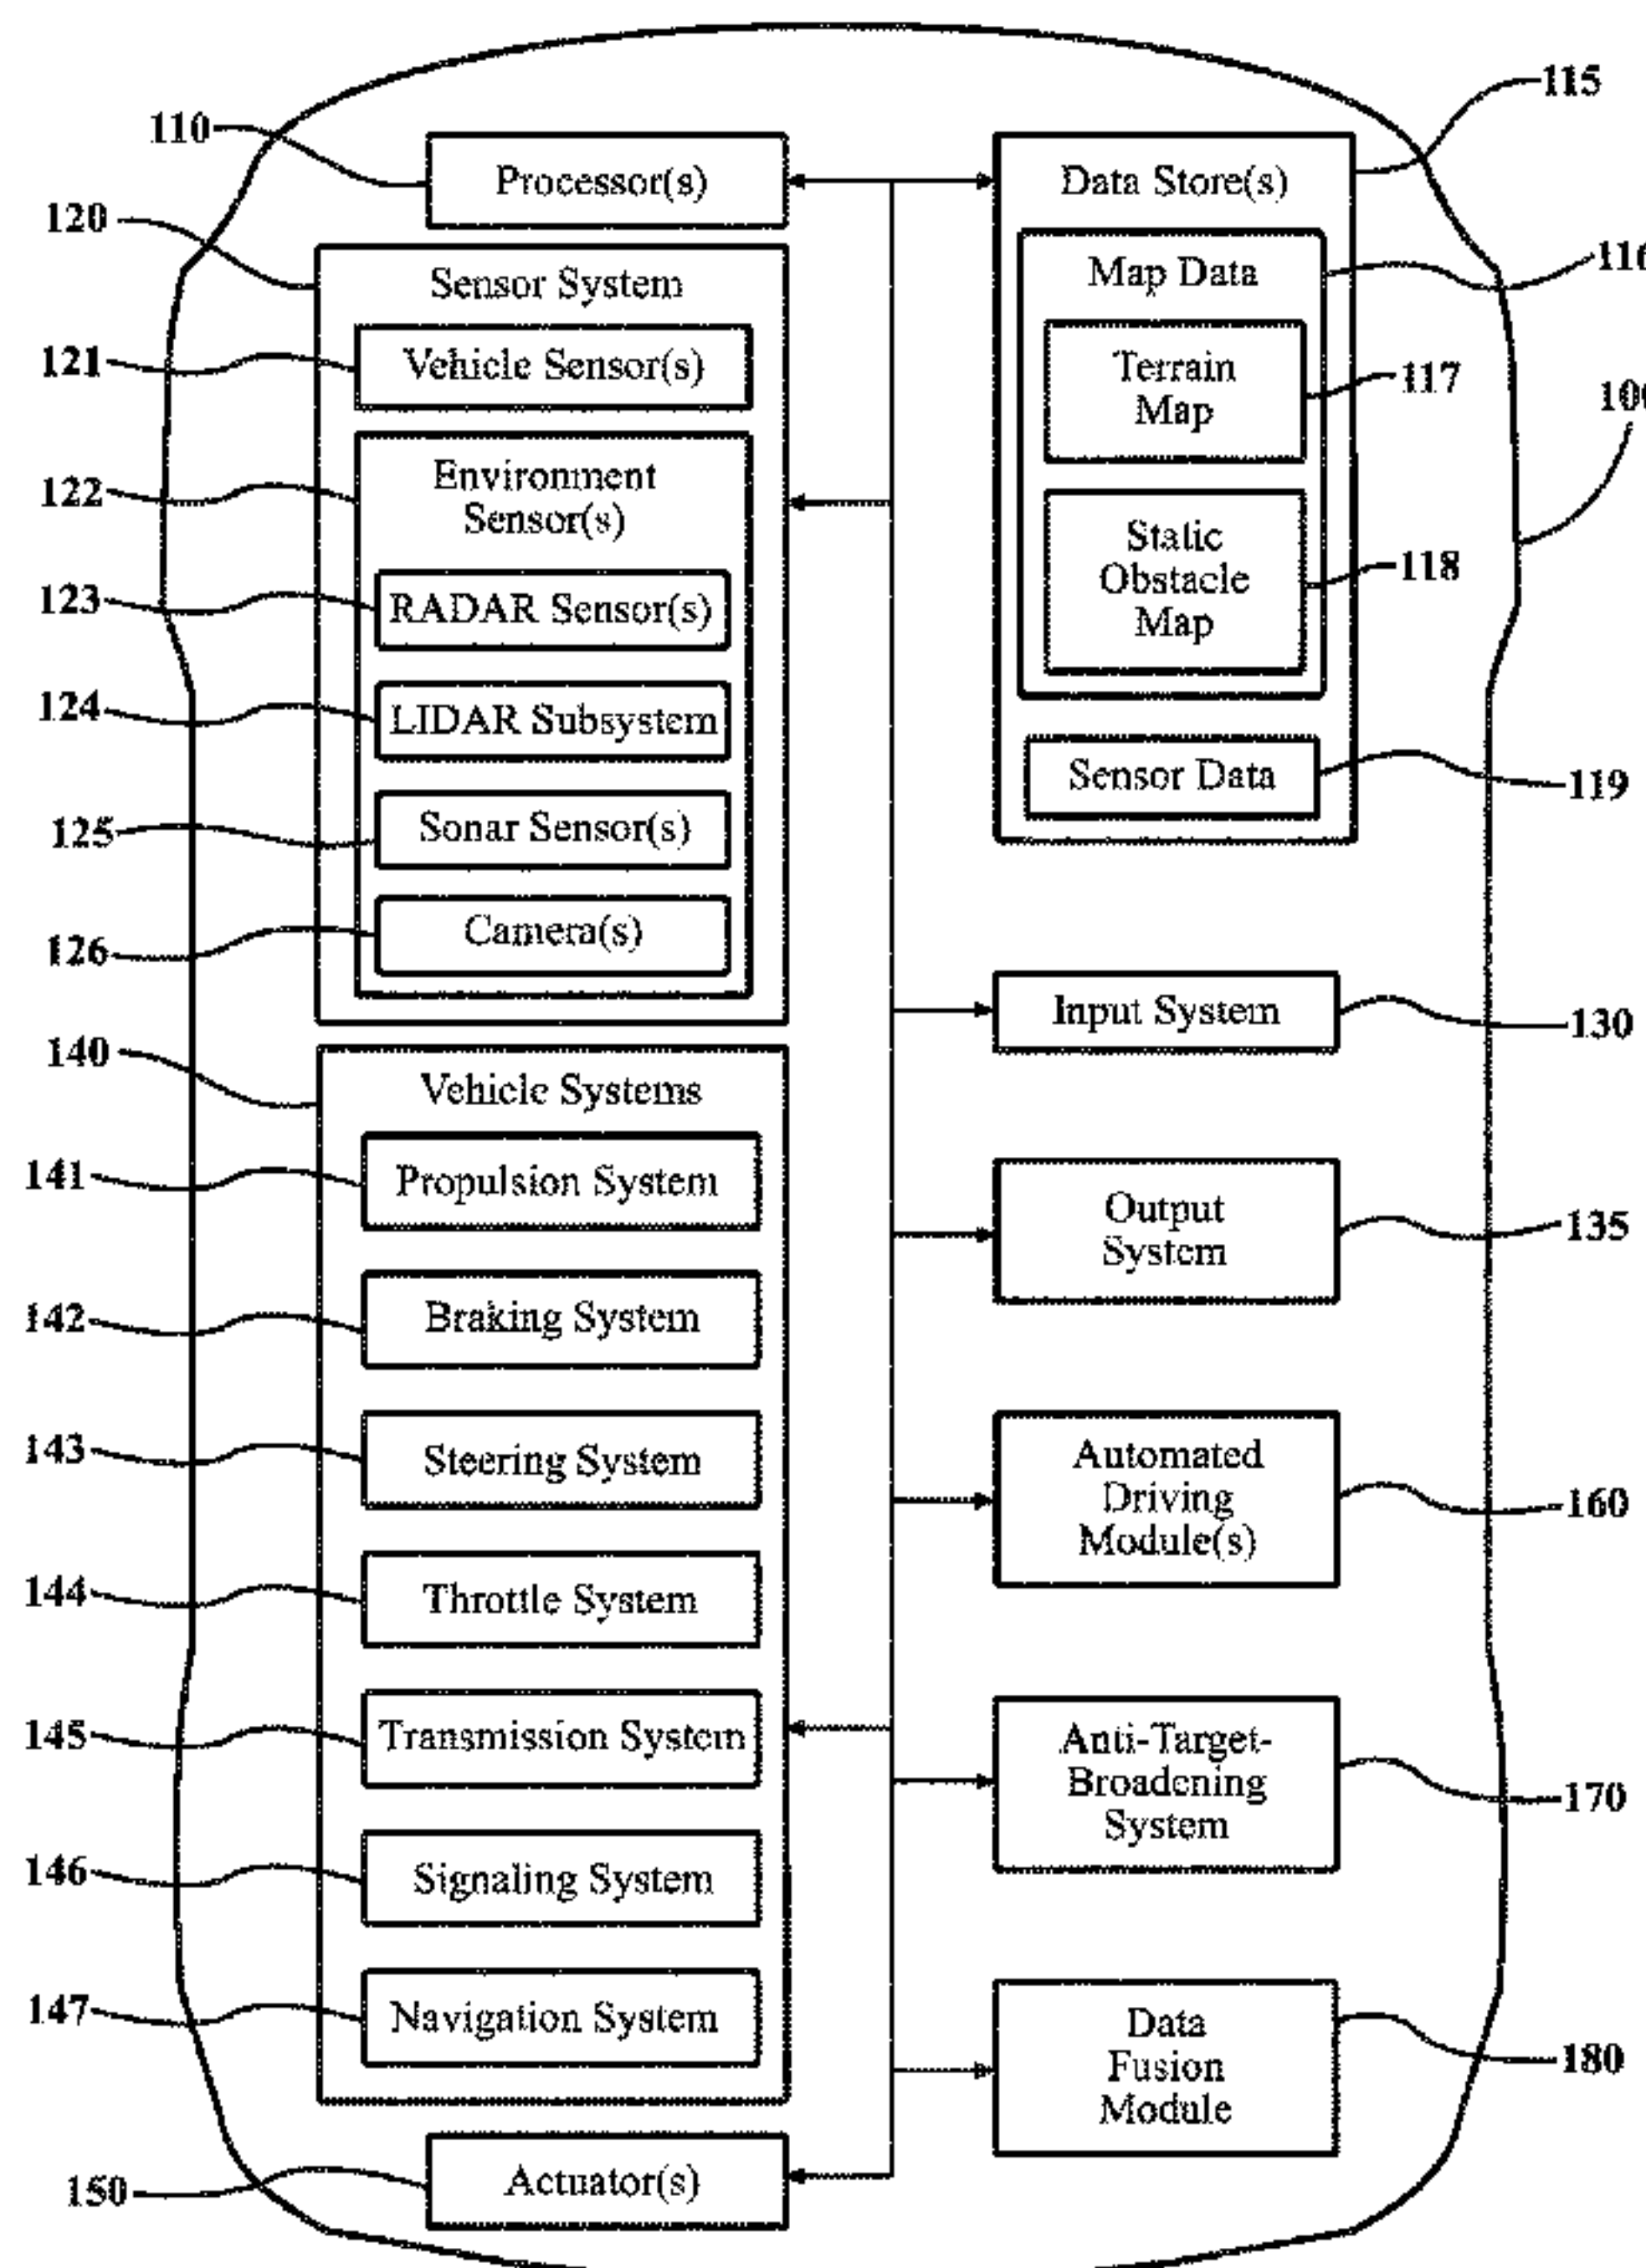 110
Processor(s)
120
Sensor System
121
Vehicle Sensor(s)
122
Environment
Sensor(s)
123
RADAR Sensor(s)
124
LIDAR Subsystem
125
Sonar Sensor(s)
126
Camera(s)
140
Vehicle Systems
141
Propulsion System
142
Braking System
143
Steering System
144
Throttle System
145
Transmission System
146
Signaling System
147
Navigation System
150
Actuator(s)
115
Data Store(s)
116
Map Data
Terrain
Map
117
100
Static
Obstacle
Map
118
Sensor Data
119
Input System
130
Output
System
135
Automated
Driving
Module(s)
160
Anti-Target-
Broadening
System
170
Data
Fusion
Module
180